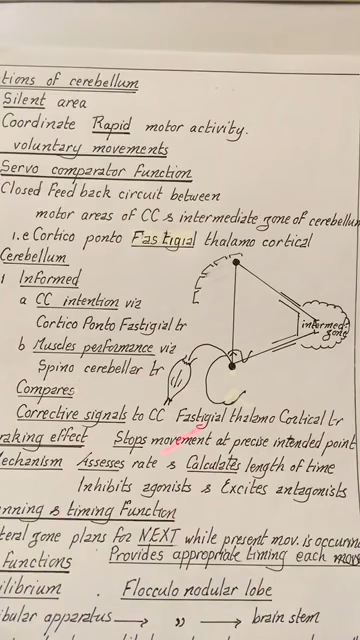 tions of cerebellum
Silent area
Coordinate Rapid motor activity.
voluntary movements
Servo comparator function
Closed feed back circuit between
motor areas of CC & intermediate zone of cerebellum
i.e Cortico ponto Fastigial thalamo cortical
Cerebellum
1 Informed
a CC intention via
Cortico Ponto Fastigial tr
b Muscles performance via
Spino cerebellar tr
intermed.
zone
Compares
Corrective signals to CC Fastigial thalamo Cortical tr
raking effect Stops movement at precise intended point
Mechanism Assesses rate & Calculates length of time
Inhibits agonists & Excites antagonists
nning & timing Function
teral zone plans for NEXT while present mov. is occurin
functions Provides appropriate timing each move
ilibrium . Flocculo nodular lobe
ibular apparatus → " → brain stem